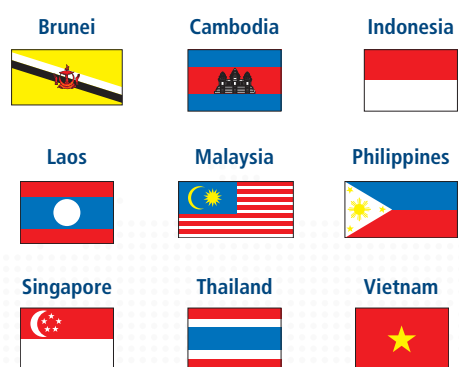 Brunei
Cambodia
Indonesia
Laos
Malaysia
Philippines
Singapore
Thailand
Vietnam